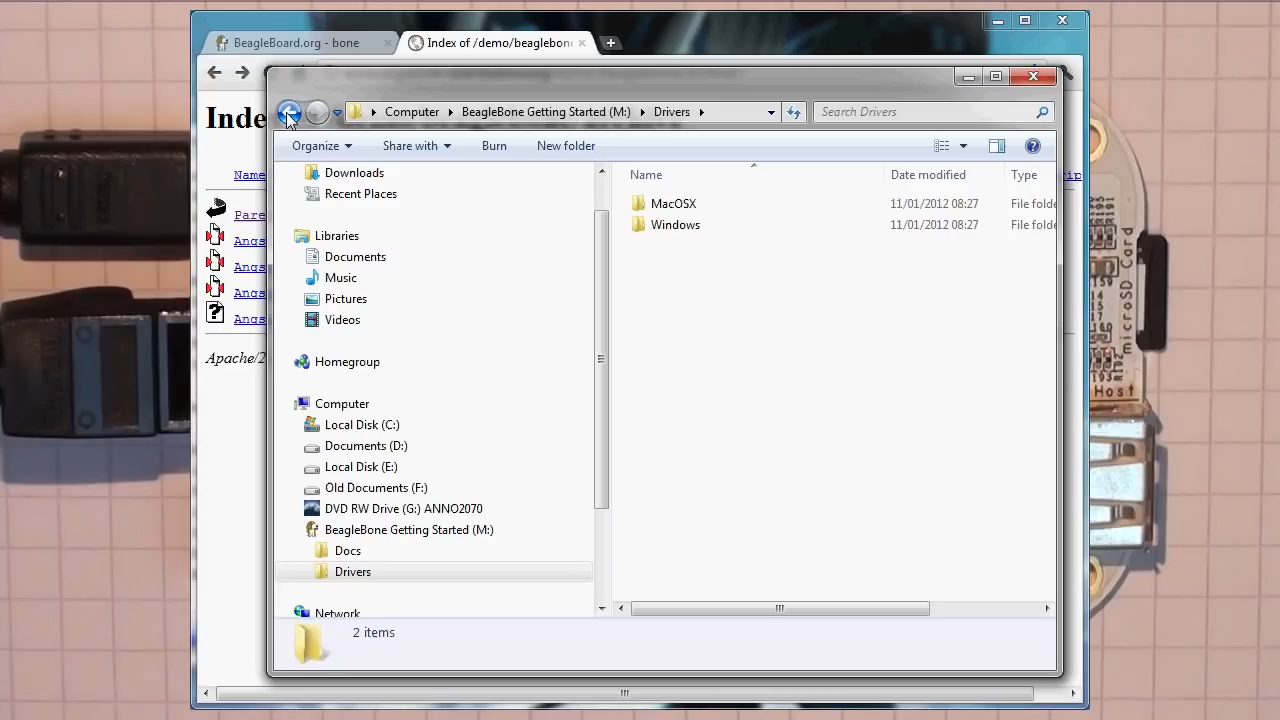 BeagleBoard.org - bone
Index of /demo/beaglebon
Computer
BeagleBone Getting Started (M:)
Drivers
Search Drivers
Inde
Organize
Share with
Burn
New folder
Name
Name
Date modified
Type
Downloads
Recent Places
MacOSX
11/01/2012 08:27
File folde
Windows
11/01/2012 08:27
File folde
Pare
Angs
Angs
Angs
Angs
Apache/2
Libraries
Documents
Music
Pictures
Videos
Homegroup
Computer
Local Disk (C:)
Documents (D:)
Local Disk (E:)
Old Documents (F:)
DVD RW Drive (G:) ANNO2070
BeagleBone Getting Started (M:)
Docs
Drivers
Network
2 items
microSD Card
R191
R195
Host